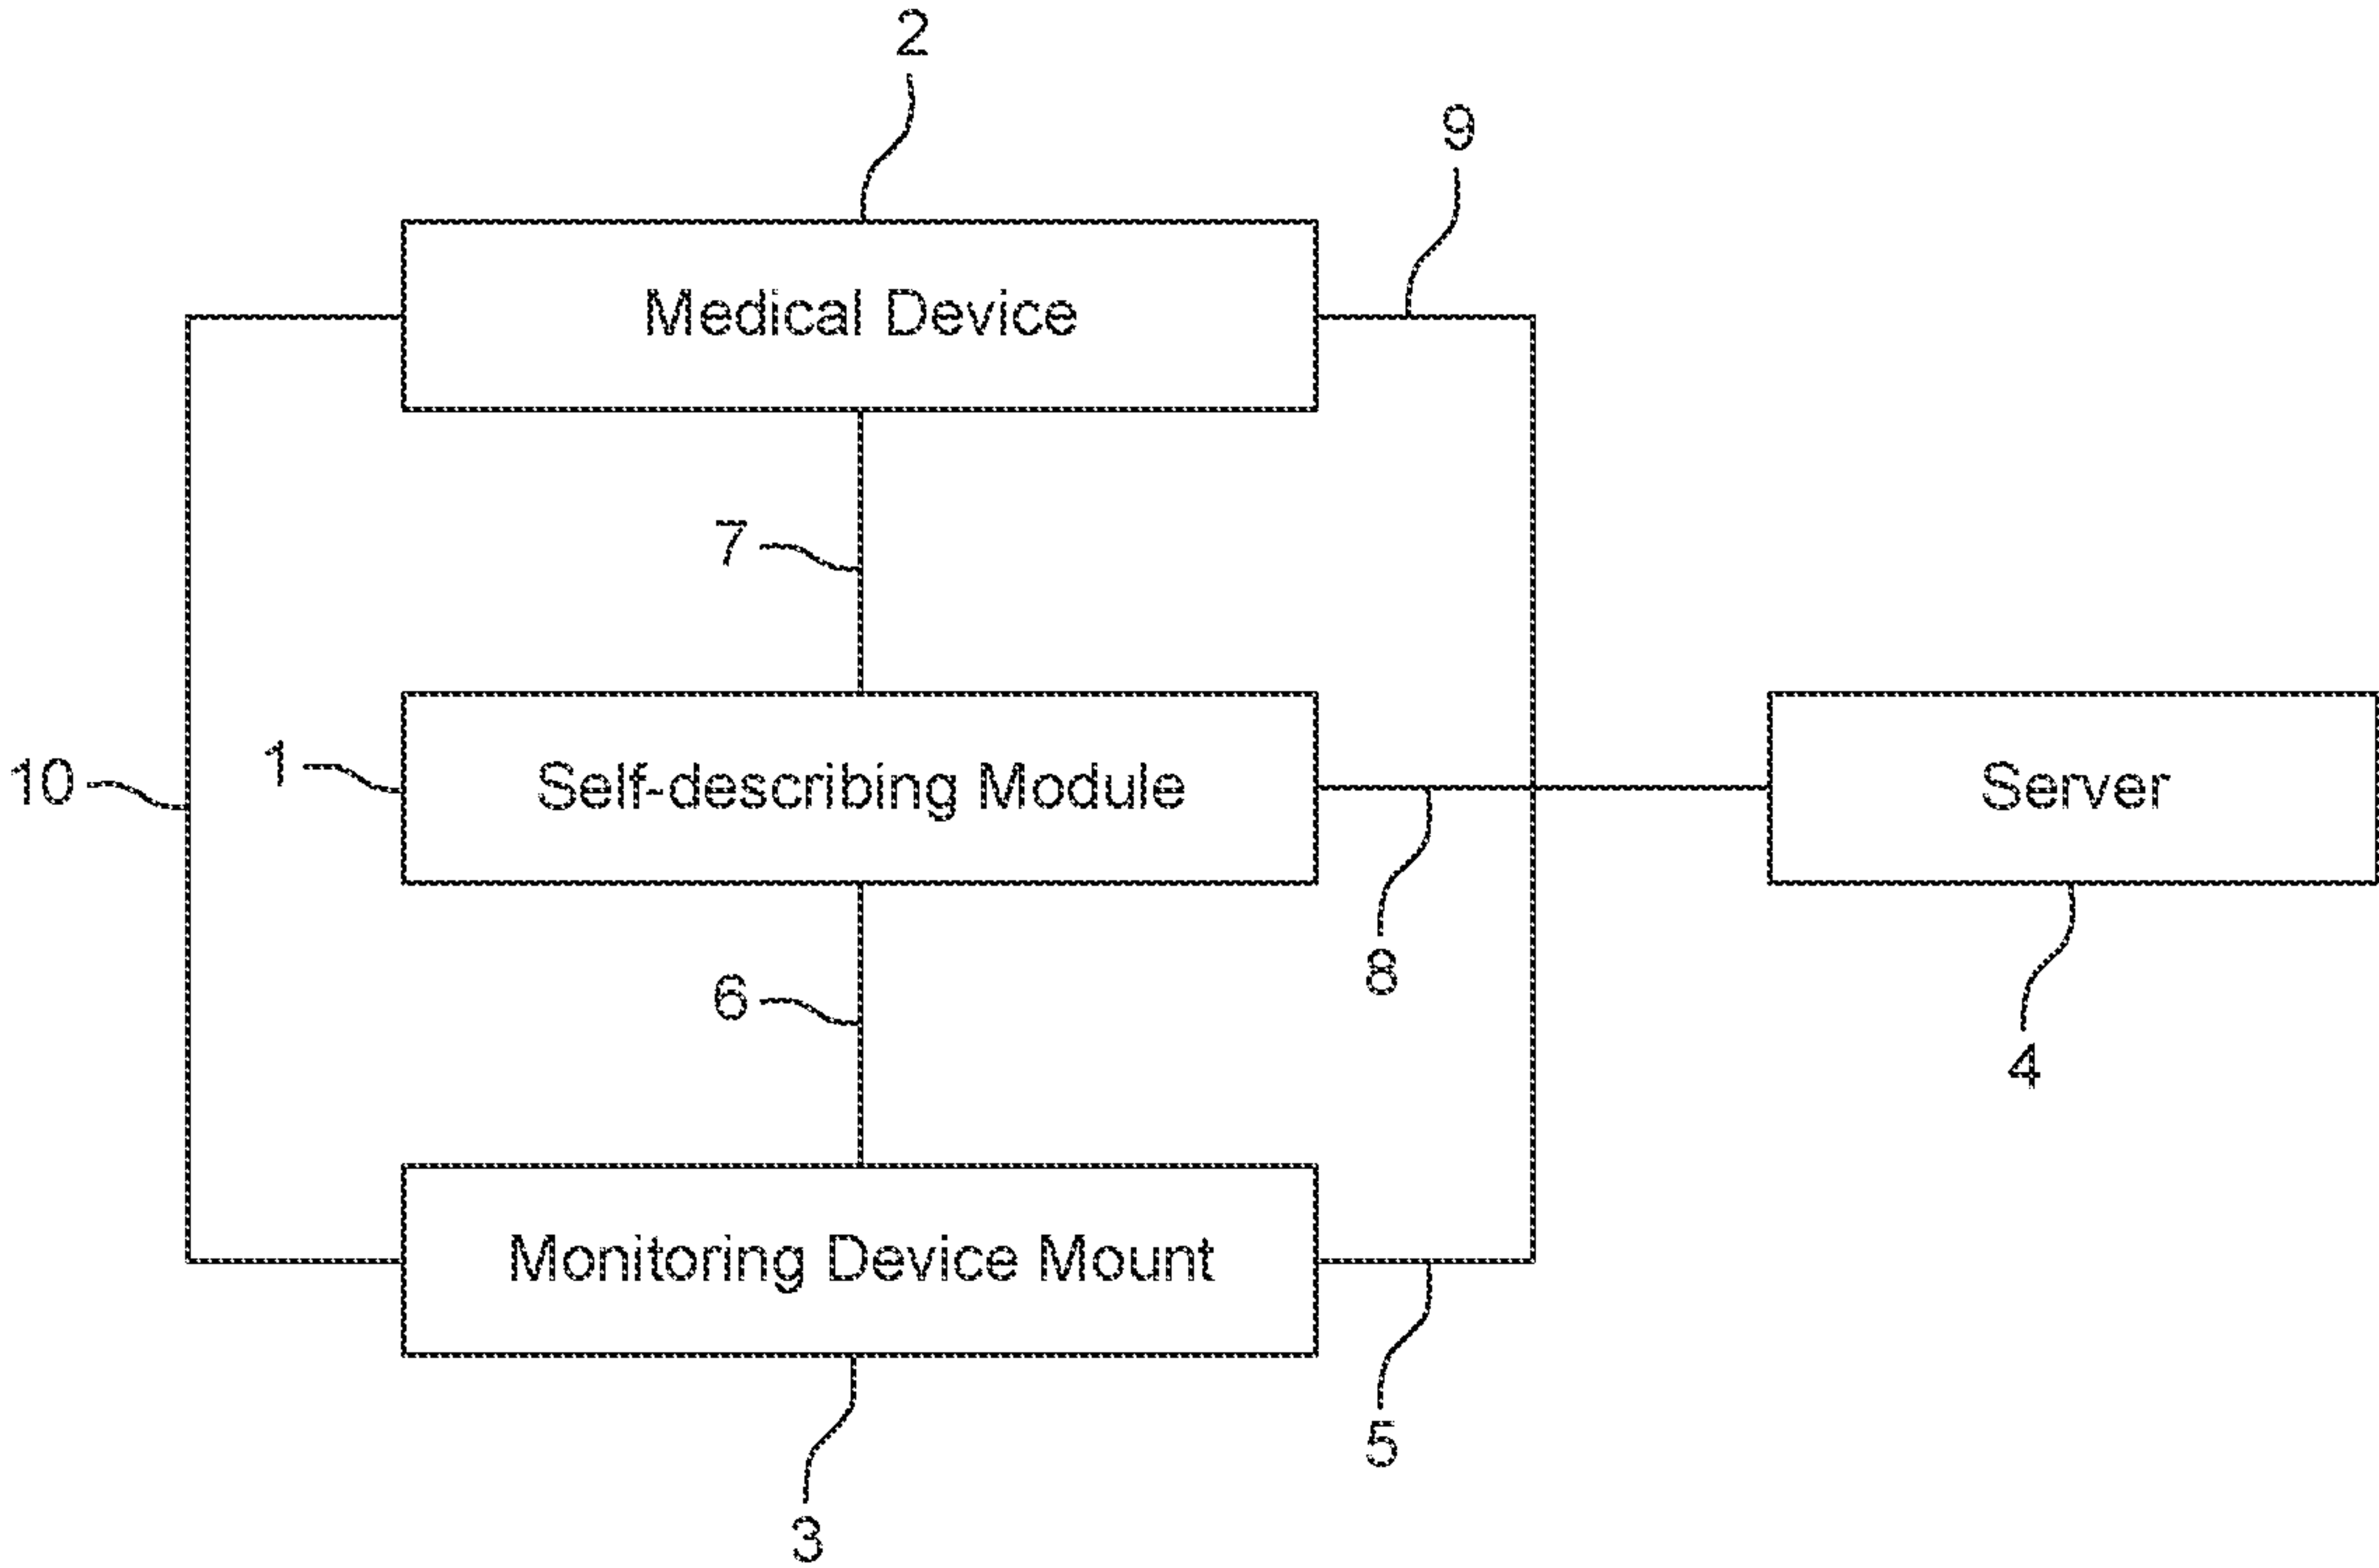 2
9
Medical Device
7
10
1
Self-describing Module
Server
8
6
4
Monitoring Device Mount
5
3